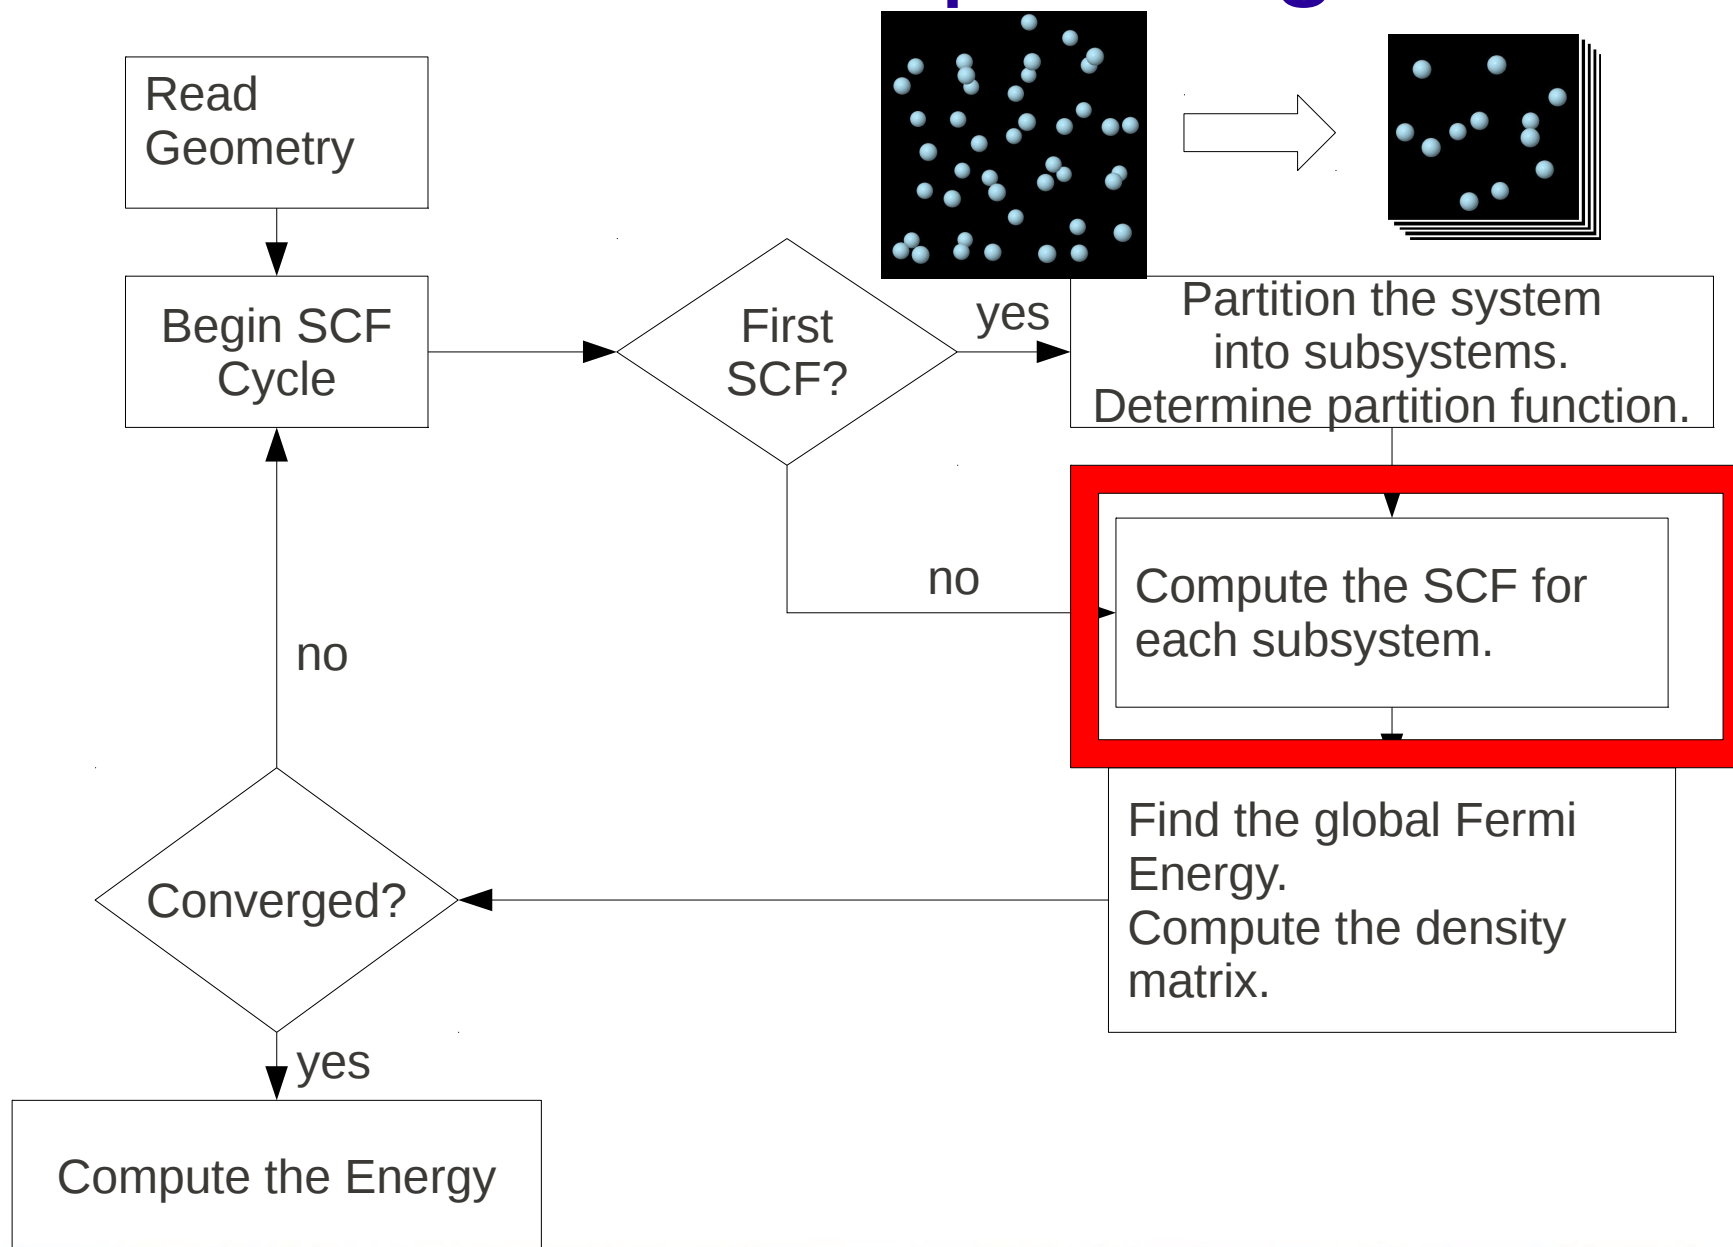 Read
Geometry
Begin SCF
Cycle
First
SCF?
yes
Partition the system
into subsystems.
Determine partition function.
no
Compute the SCF for
each subsystem.
Find the global Fermi
Energy.
Compute the density
matrix.
Converged?
no
yes
Compute the Energy